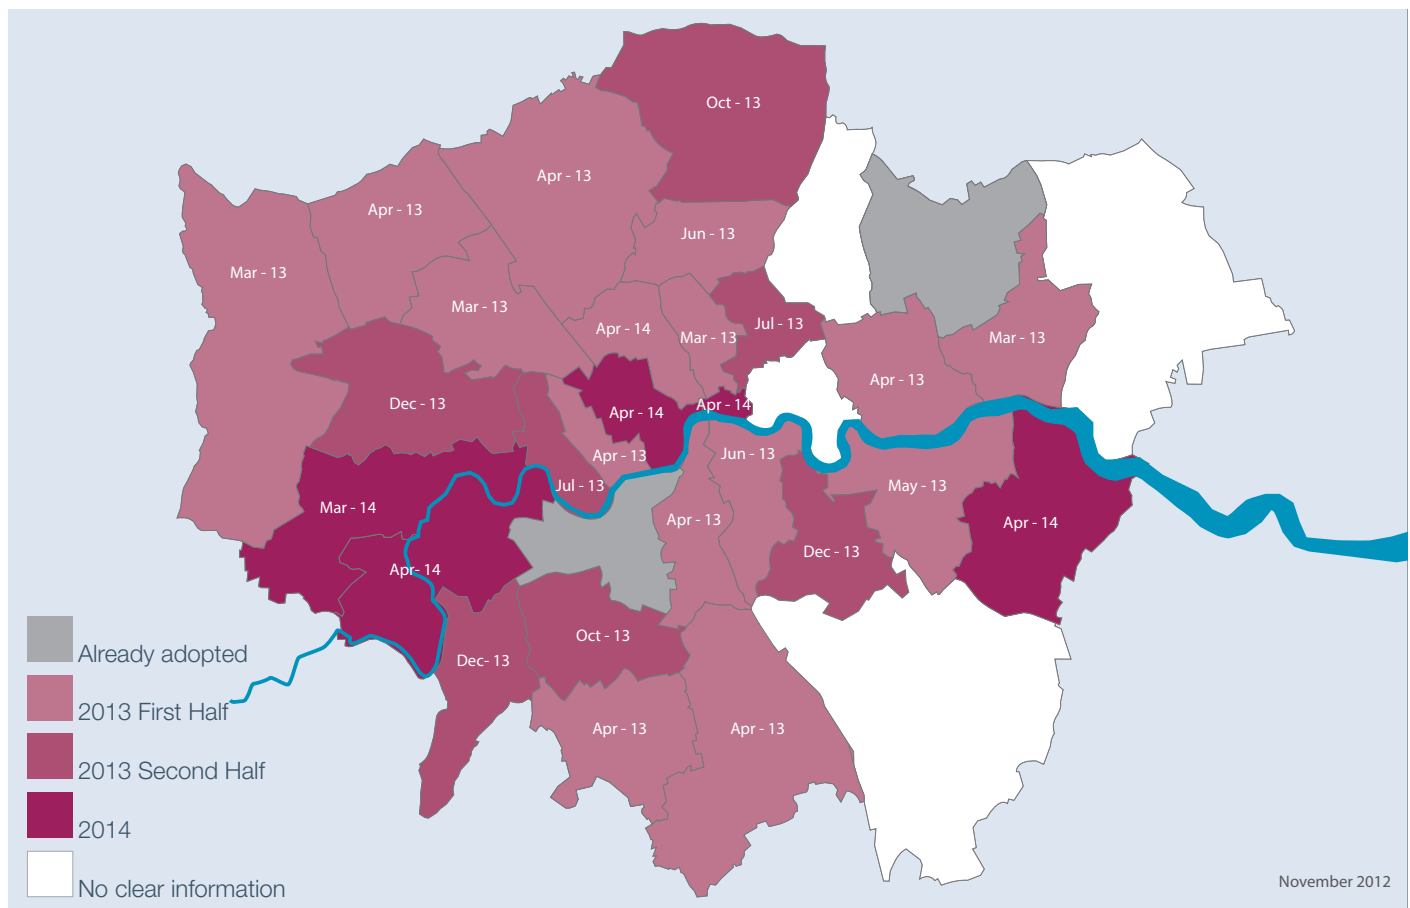 Oct - 13
Apr - 13
Apr - 13
Jun - 13
Mar - 13
Mar - 13
Apr - 14
Jul - 13
Mar - 13
Mar - 13
Apr - 13
Dec - 13
Apr - 14
Apr - 14
Apr - 13
Jun - 13
Jul - 13
May - 13
Mar - 14
Apr - 13
Apr - 14
Dec - 13
Apr- 14
Oct - 13
Dec- 13
Apr - 13
Apr - 13
Already adopted
2013 First Half
2013 Second Half
2014
No clear information
November 2012